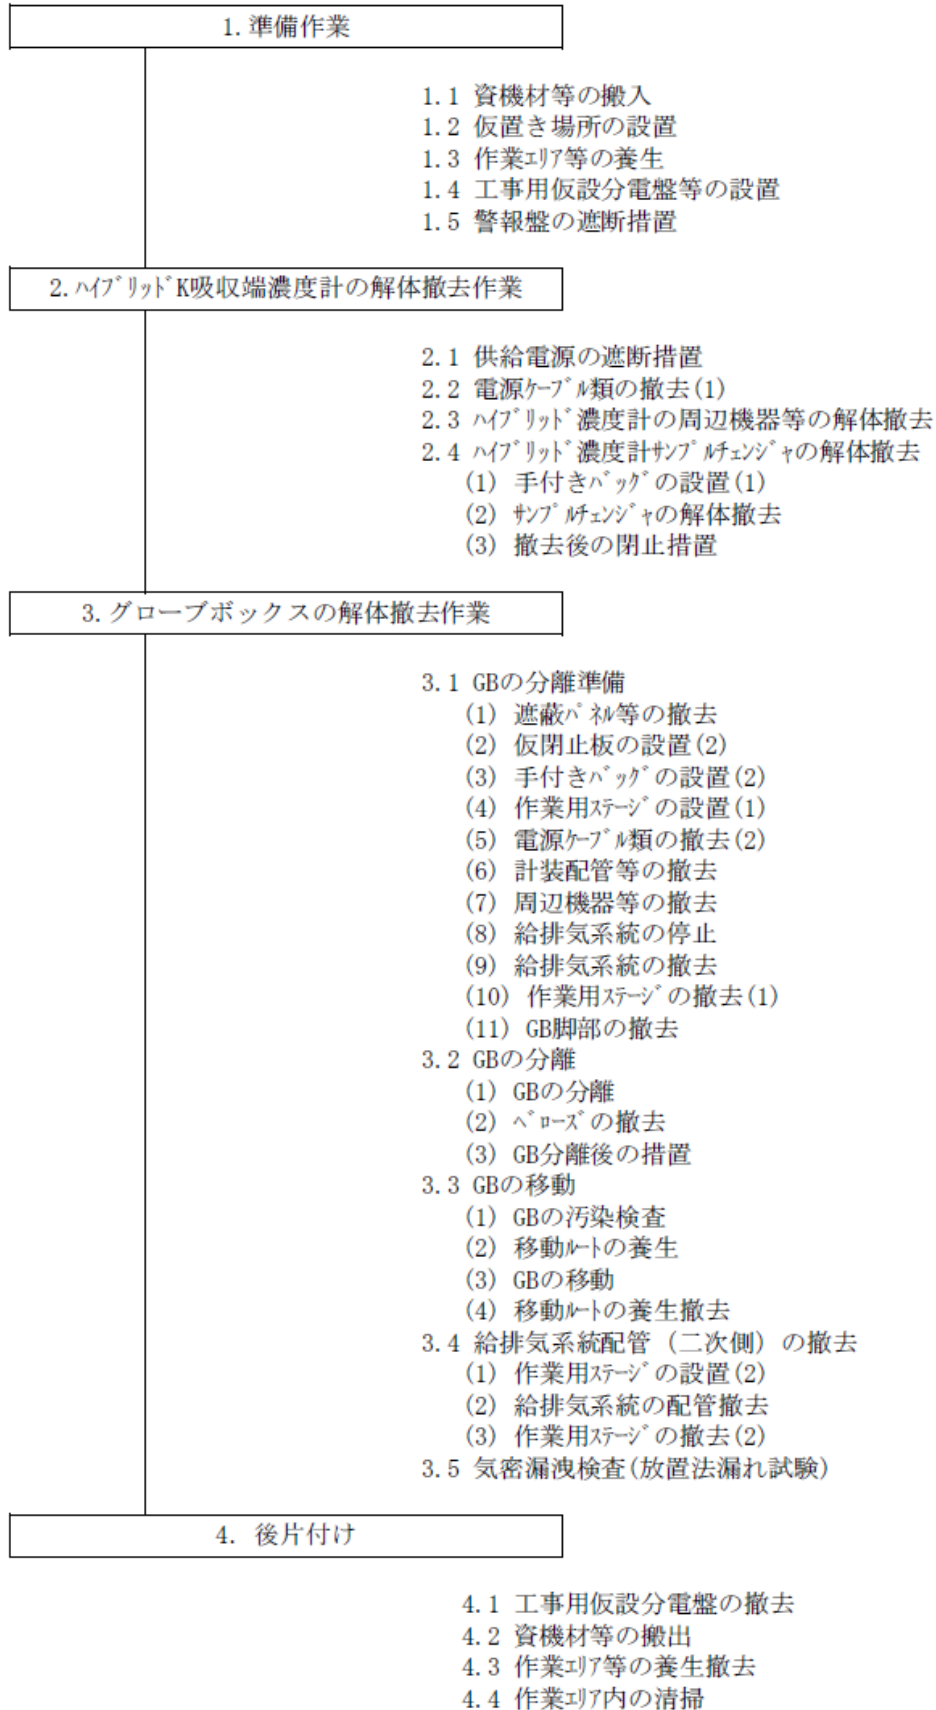 1.準備作業
1.1 資機材等の搬入
1.2 仮置き場所の設置
1.3 作業ｴﾘｱ等の養生
1.4 工事用仮設分電盤等の設置
1.5 警報盤の遮断措置
2.ﾊｲﾌﾞﾘｯﾄﾞK吸収端濃度計の解体撤去作業
2.1 供給電源の遮断措置
2.2 電源ｹｰﾌﾞﾙ類の撤去(1)
2.3 ﾊｲﾌﾞﾘｯﾄﾞ濃度計の周辺機器等の解体撤去
2.4 ﾊｲﾌﾞﾘｯﾄﾞ濃度計ｻﾝﾌﾟﾙﾁｪﾝｼﾞｬの解体撤去
(1) 手付きﾊﾞｯｸﾞの設置(1)
(2) ｻﾝﾌﾟﾙﾁｪﾝｼﾞｬの解体撤去
(3) 撤去後の閉止措置
3.グローブボックスの解体撤去作業
3.1 GBの分離準備
(1) 遮蔽ﾊﾟﾈﾙ等の撤去
(2) 仮閉止板の設置(2)
(3) 手付きﾊﾞｯｸﾞの設置(2)
(4) 作業用ｽﾃｰｼﾞの設置(1)
(5) 電源ｹｰﾌﾞﾙ類の撤去(2)
(6) 計装配管等の撤去
(7) 周辺機器等の撤去
(8) 給排気系統の停止
(9) 給排気系統の撤去
(10) 作業用ｽﾃｰｼﾞの撤去(1)
(11) GB脚部の撤去
3.2 GBの分離
(1) GBの分離
(2) ﾍﾞﾛｰｽﾞの撤去
(3) GB分離後の措置
3.3 GBの移動
(1) GBの汚染検査
(2) 移動ﾙｰﾄの養生
(3) GBの移動
(4) 移動ﾙｰﾄの養生撤去
3.4 給排気系統配管（二次側）の撤去
(1) 作業用ｽﾃｰｼﾞの設置(2)
(2) 給排気系統の配管撤去
(3) 作業用ｽﾃｰｼﾞの撤去(2)
3.5 気密漏洩検査(放置法漏れ試験)
4. 後片付け
4.1 工事用仮設分電盤の撤去
4.2 資機材等の搬出
4.3 作業ｴﾘｱ等の養生撤去
4.4 作業ｴﾘｱ内の清掃